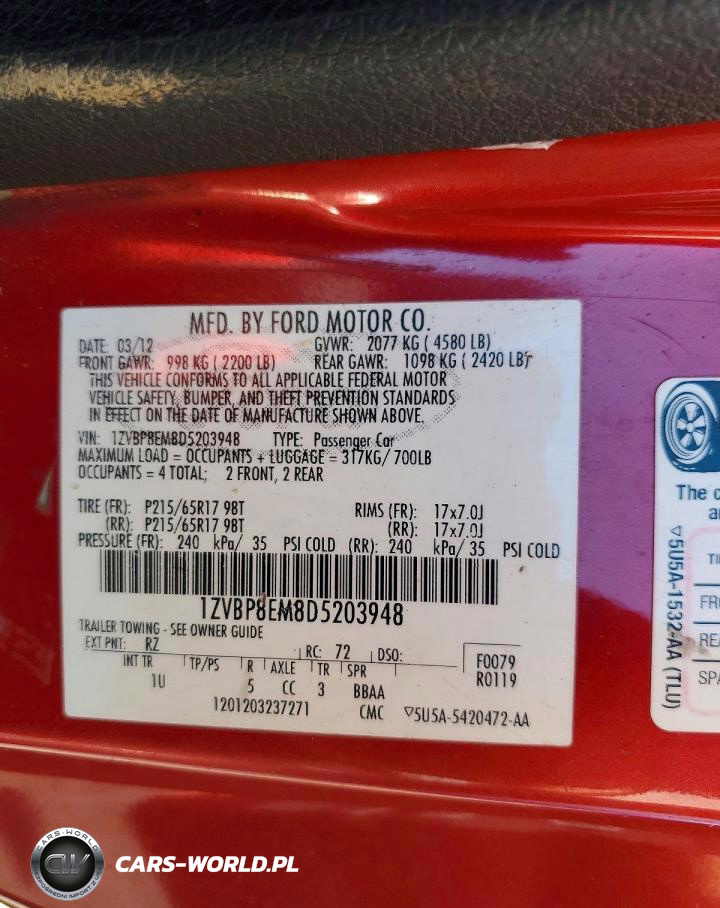 MFD. BY FORD MOTOR CO.
DATE: 03/12 GVWR: 2077 KG ( 4580 LB)
FRONT GAWR: 998 KG ( 2200 LB) REAR GAWR: 1098 KG ( 2420 LB)
THIS VEHICLE CONFORMS TO ALL APPLICABLE FEDERAL MOTOR
VEHICLE SAFETY, BUMPER, AND THEFT PREVENTION STANDARDS
IN EFFECT ON THE DATE OF MANUFACTURE SHOWN ABOVE.
VIN: 1ZVBP8EM8D5203948 TYPE: Passenger Car
MAXIMUM LOAD = OCCUPANTS + LUGGAGE = 317KG/ 700LB
OCCUPANTS = 4 TOTAL; 2 FRONT, 2 REAR
TIRE (FR): P215/65R17 98T RIMS (FR): 17x7.0J
(RR): P215/65R17 98T (RR): 17x7.0J
PRESSURE (FR): 240 kPa/ 35 PSI COLD (RR): 240 kPa/ 35 PSI COLD
1ZVBP8EM8D5203948
TRAILER TOWING - SEE OWNER GUIDE
EXT PNT: RZ RC: 72 DSO: F0079
INT TR TP/PS R AXLE TR SPR R0119
1U 5 CC 3 BBAA
1201203237271 CMC ▽5U5A-5420472-AA
The c
a
TI
FR
REA
SPA
▽5U5A-1532-AA (TLU)
CARS-WORLD
CW
CARS-WORLD.PL